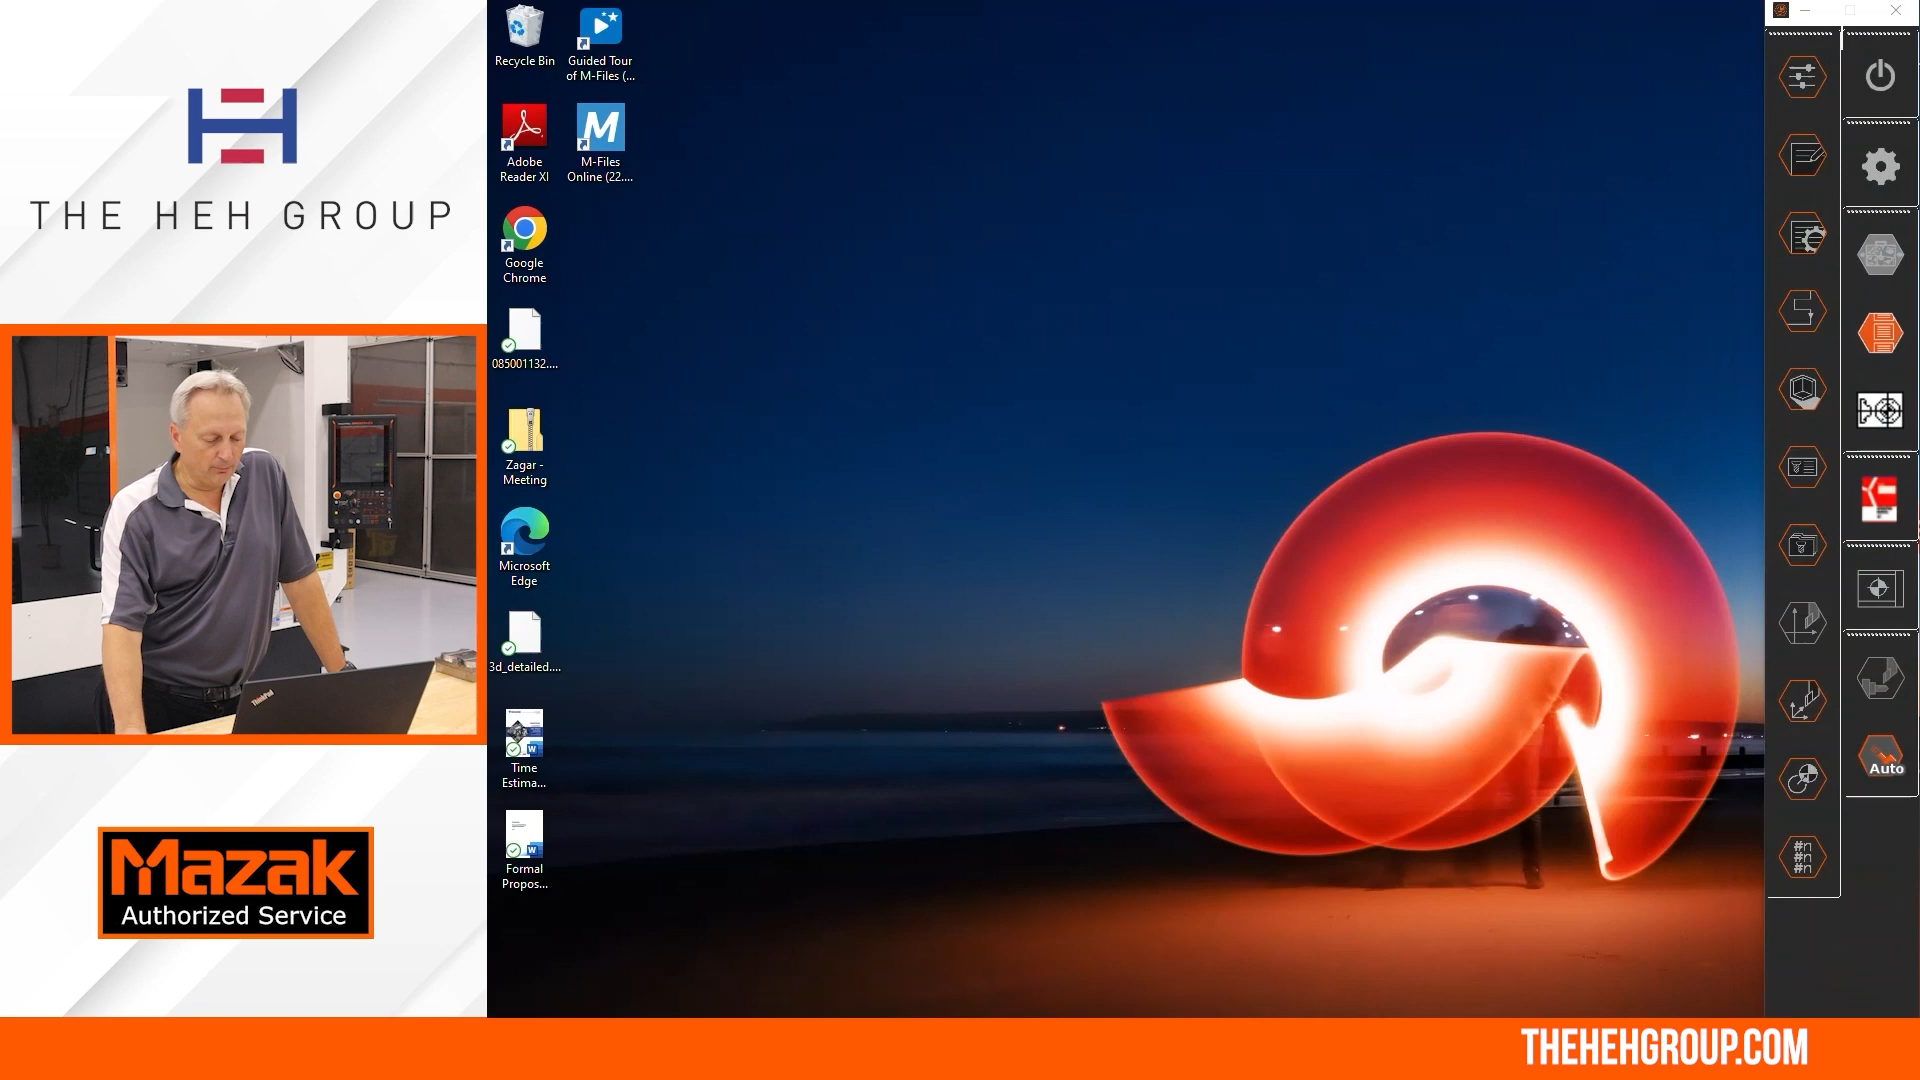 THE HEH GROUP
ThinkPad
Mazak
Authorized Service
Recycle Bin
Guided Tour
of M-Files (...
Adobe
Reader XI
M-Files
Online (22....
Google
Chrome
085001132....
Zagar -
Meeting
Microsoft
Edge
3d_detailed....
Time
Estima...
Formal
Propos...
#n
#n
#n
Auto
THEHEHGROUP.COM